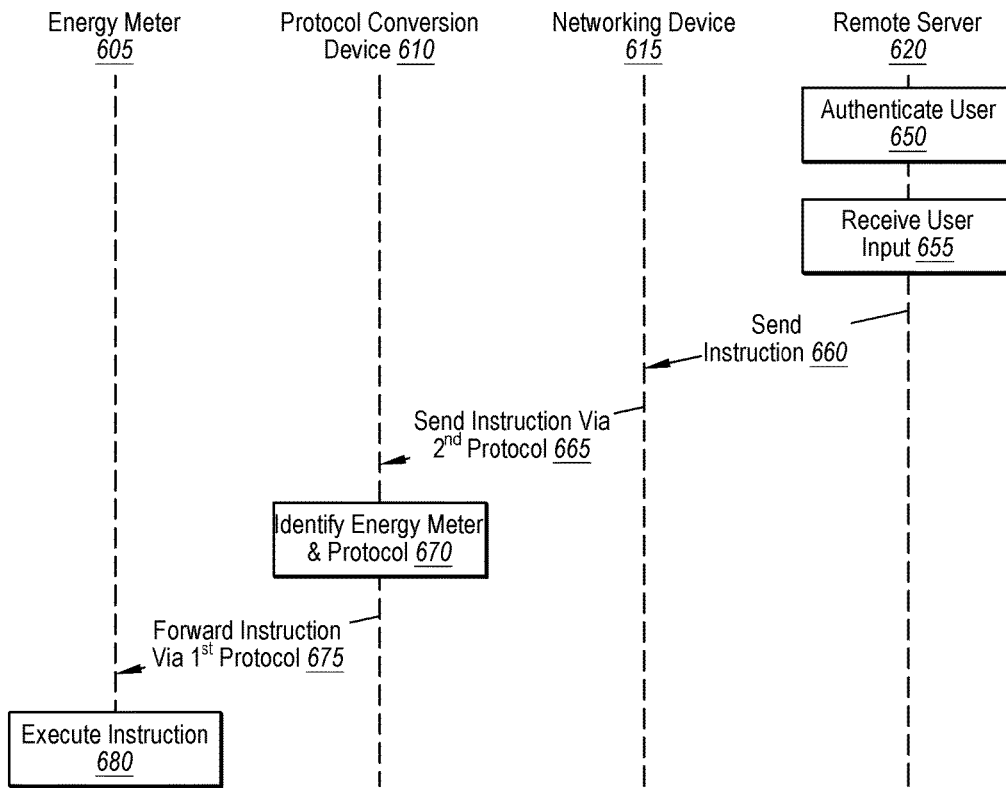 Energy Meter
605
Protocol Conversion
Device 610
Networking Device
615
Remote Server
620
Authenticate User
650
Receive User
Input 655
Send
Instruction 660
Send Instruction Via
2nd Protocol 665
Identify Energy Meter
& Protocol 670
Forward Instruction
Via 1st Protocol 675
Execute Instruction
680